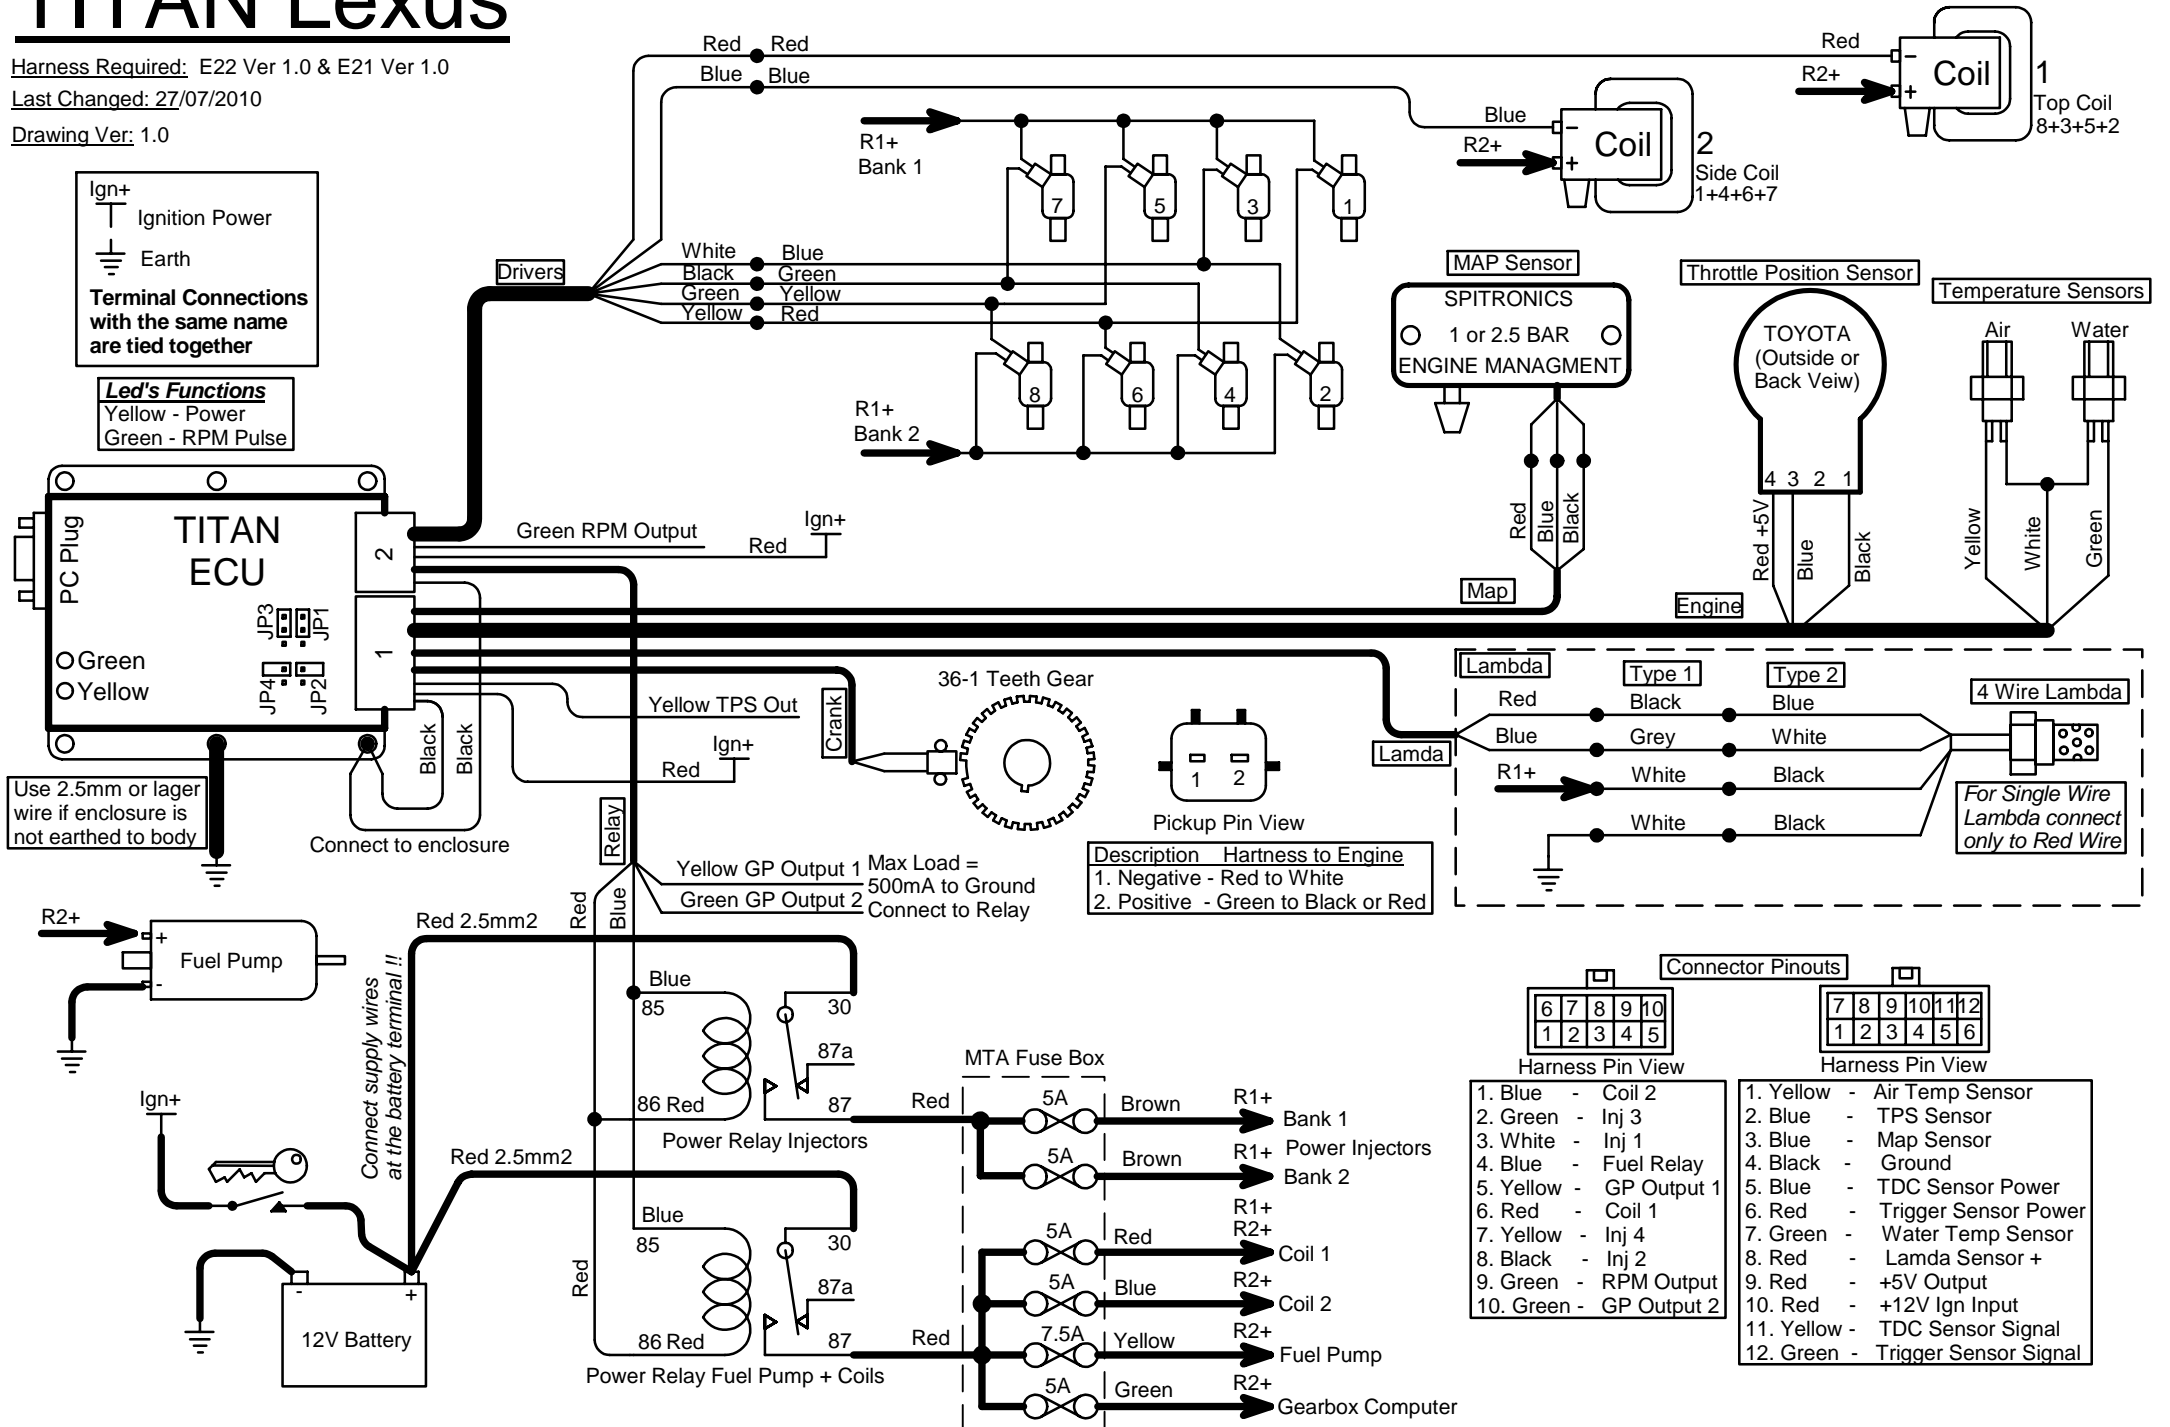 TITAN Lexus
Harness Required: E22 Ver 1.0 & E21 Ver 1.0
Last Changed: 27/07/2010
Drawing Ver: 1.0
Ign+
Ignition Power
Earth
Terminal Connections
with the same name
are tied together
Led's Functions
Yellow - Power
Green - RPM Pulse
Red Red
Blue Blue
Red
R2+
Coil
- +
1
Top Coil
8+3+5+2
Blue
R2+
Coil
- +
2
Side Coil
1+4+6+7
R1+
Bank 1
7 5 3 1
Drivers
White Blue
Black Green
Green Yellow
Yellow Red
8 6 4 2
R1+
Bank 2
MAP Sensor
SPITRONICS
1 or 2.5 BAR
ENGINE MANAGMENT
Red
Blue
Black
Map
Throttle Position Sensor
TOYOTA
(Outside or
Back Veiw)
4 3 2 1
Red +5V
Blue
Black
Engine
Temperature Sensors
Air Water
Yellow
White
Green
PC Plug
TITAN
ECU
2
1
JP3
JP1
JP4
JP2
Green
Yellow
Green RPM Output
Red
Ign+
Yellow TPS Out
Ign+
Red
Black
Black
Use 2.5mm or lager
wire if enclosure is
not earthed to body
Connect to enclosure
Crank
36-1 Teeth Gear
1 2
Pickup Pin View
Description Hartness to Engine
1. Negative - Red to White
2. Positive - Green to Black or Red
Lamda
Lambda
Type 1
Type 2
4 Wire Lambda
Red Black Blue
Blue Grey White
R1+ White Black
White Black
For Single Wire
Lambda connect
only to Red Wire
Relay
Yellow GP Output 1
Green GP Output 2
Max Load =
500mA to Ground
Connect to Relay
Red
Blue
R2+
+
Fuel Pump
-
Red 2.5mm2
Connect supply wires
at the battery terminal !!
Blue
85
30
87a
86 Red
87
Power Relay Injectors
Ign+
Red 2.5mm2
Blue
85
30
87a
Red
86 Red
87
Power Relay Fuel Pump + Coils
- +
12V Battery
MTA Fuse Box
Red
5A Brown R1+ Bank 1
Power Injectors
5A Brown R1+ Bank 2
R1+
5A Red R2+ Coil 1
5A Blue R2+ Coil 2
Red
7.5A Yellow R2+ Fuel Pump
5A Green R2+ Gearbox Computer
Connector Pinouts
6 7 8 9 10
1 2 3 4 5
Harness Pin View
1. Blue - Coil 2
2. Green - Inj 3
3. White - Inj 1
4. Blue - Fuel Relay
5. Yellow - GP Output 1
6. Red - Coil 1
7. Yellow - Inj 4
8. Black - Inj 2
9. Green - RPM Output
10. Green - GP Output 2
7 8 9 10 11 12
1 2 3 4 5 6
Harness Pin View
1. Yellow - Air Temp Sensor
2. Blue - TPS Sensor
3. Blue - Map Sensor
4. Black - Ground
5. Blue - TDC Sensor Power
6. Red - Trigger Sensor Power
7. Green - Water Temp Sensor
8. Red - Lamda Sensor +
9. Red - +5V Output
10. Red - +12V Ign Input
11. Yellow - TDC Sensor Signal
12. Green - Trigger Sensor Signal